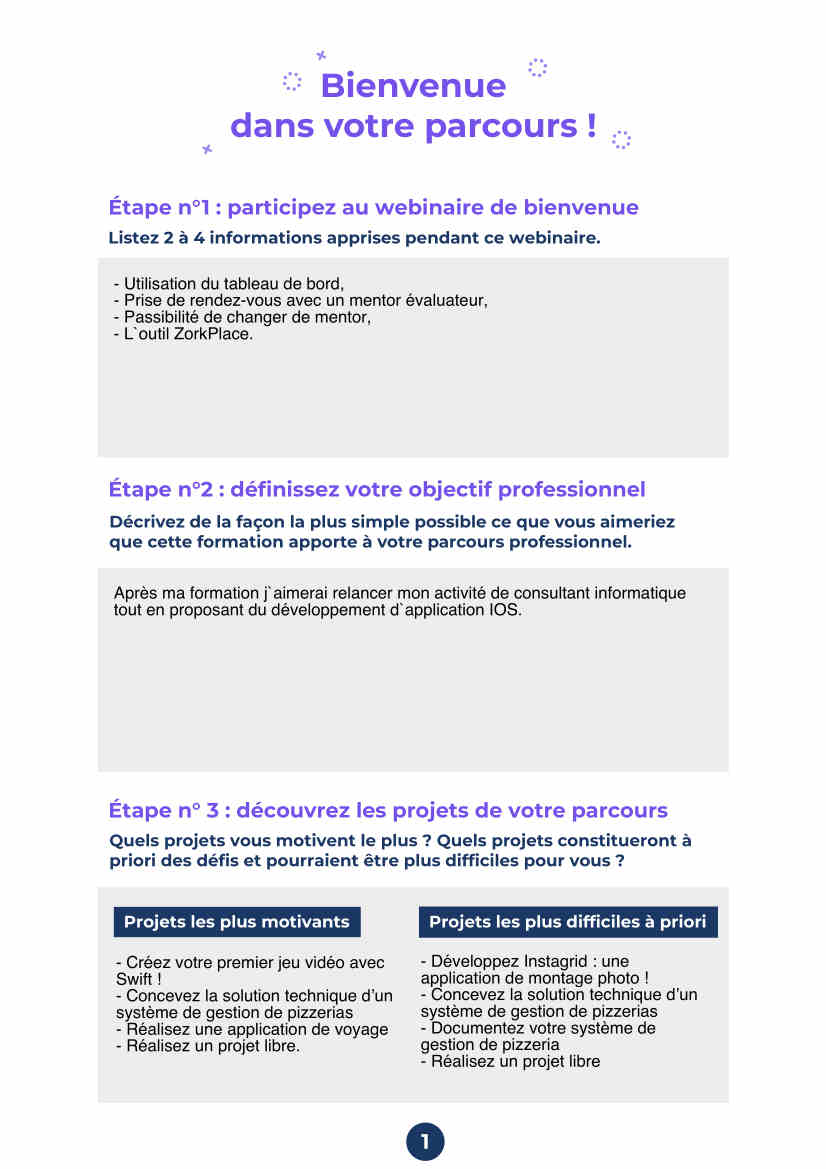 Bienvenue
dans votre parcours !
Étape n°1 : participez au webinaire de bienvenue
Listez 2 à 4 informations apprises pendant ce webinaire.
- Utilisation du tableau de bord,
- Prise de rendez-vous avec un mentor évaluateur,
- Passibilité de changer de mentor,
- L`outil ZorkPlace.
Étape n°2 : définissez votre objectif professionnel
Décrivez de la façon la plus simple possible ce que vous aimeriez
que cette formation apporte à votre parcours professionnel.
Après ma formation j`aimerai relancer mon activité de consultant informatique
tout en proposant du développement d`application IOS.
Étape n° 3 : découvrez les projets de votre parcours
Quels projets vous motivent le plus ? Quels projets constitueront à
priori des défis et pourraient être plus difficiles pour vous ?
Projets les plus motivants
- Créez votre premier jeu vidéo avec
Swift !
- Concevez la solution technique d’un
système de gestion de pizzerias
- Réalisez une application de voyage
- Réalisez un projet libre.
Projets les plus difficiles à priori
- Développez Instagrid : une
application de montage photo !
- Concevez la solution technique d’un
système de gestion de pizzerias
- Documentez votre système de
gestion de pizzeria
- Réalisez un projet libre
1